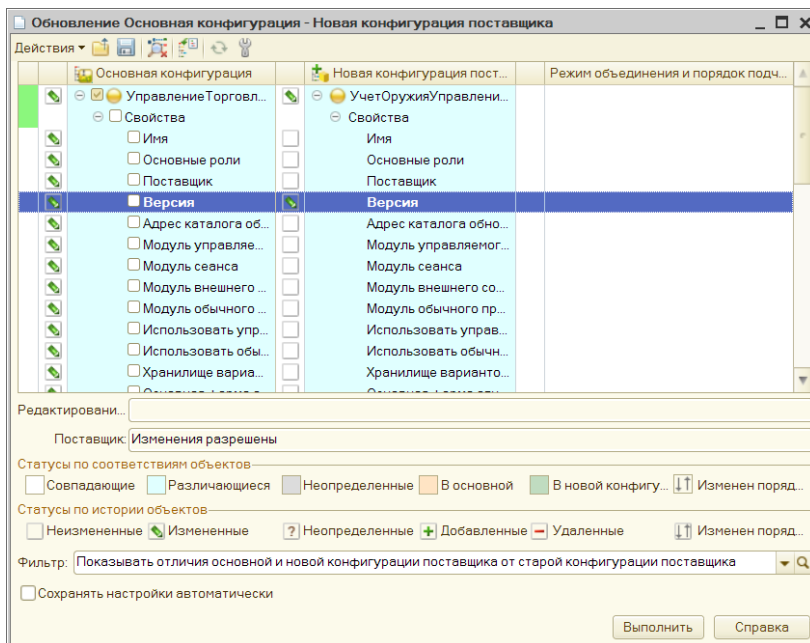 Обновление Основная конфигурация - Новая конфигурация поставщика
Действия
Основная конфигурация Новая конфигурация пост... Режим объединения и порядок подч...
УправлениеТорговл... УчетОружияУправлени...
Свойства Свойства
Имя Имя
Основные роли Основные роли
Поставщик Поставщик
Версия Версия
Адрес каталога об... Адрес каталога обно...
Модуль управляе... Модуль управляемог...
Модуль сеанса Модуль сеанса
Модуль внешнего ... Модуль внешнего со...
Модуль обычного ... Модуль обычного пр...
Использовать упр... Использовать управ...
Использовать обы... Использовать обычн...
Хранилище вариа... Хранилище варианто...
Редактировани...
Поставщик: Изменения разрешены
Статусы по соответствиям объектов
Совпадающие Различающиеся Неопределенные В основной В новой конфигу... Изменен поряд...
Статусы по истории объектов
Неизмененные Измененные Неопределенные Добавленные Удаленные Изменен поряд...
Фильтр: Показывать отличия основной и новой конфигурации поставщика от старой конфигурации поставщика
Сохранять настройки автоматически
Выполнить Справка